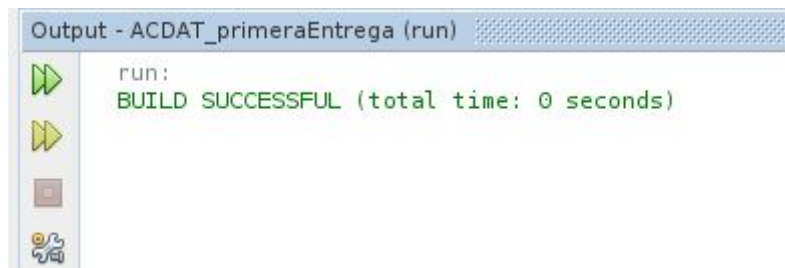 Output - ACDAT_primeraEntrega (run)
run:
BUILD SUCCESSFUL (total time: 0 seconds)